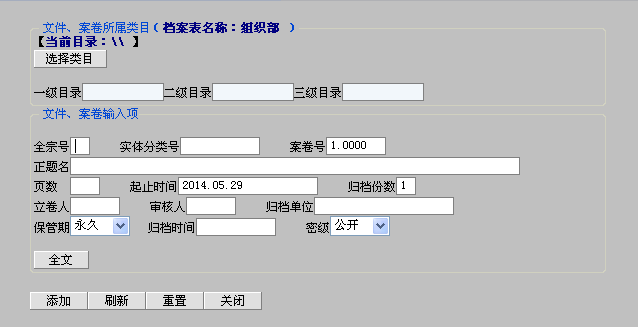 文件、案卷所属类目( 档案表名称：组织部 )
【当前目录：\\ 】
选择类目
一级目录 二级目录 三级目录
文件、案卷输入项
全宗号 实体分类号 案卷号 1.0000
正题名
页数 起止时间 2014.05.29 归档份数 1
立卷人 审核人 归档单位
保管期 永久 归档时间 密级 公开
全文
添加 刷新 重置 关闭